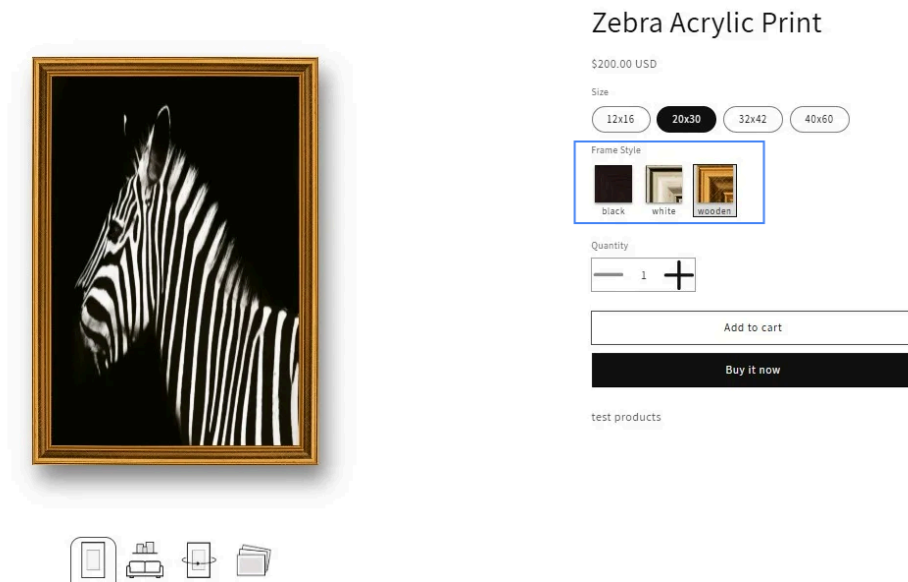 Zebra Acrylic Print
$200.00 USD
Size
12x16 20x30 32x42 40x60
Frame Style
black white wooden
Quantity
1
Add to cart
Buy it now
test products